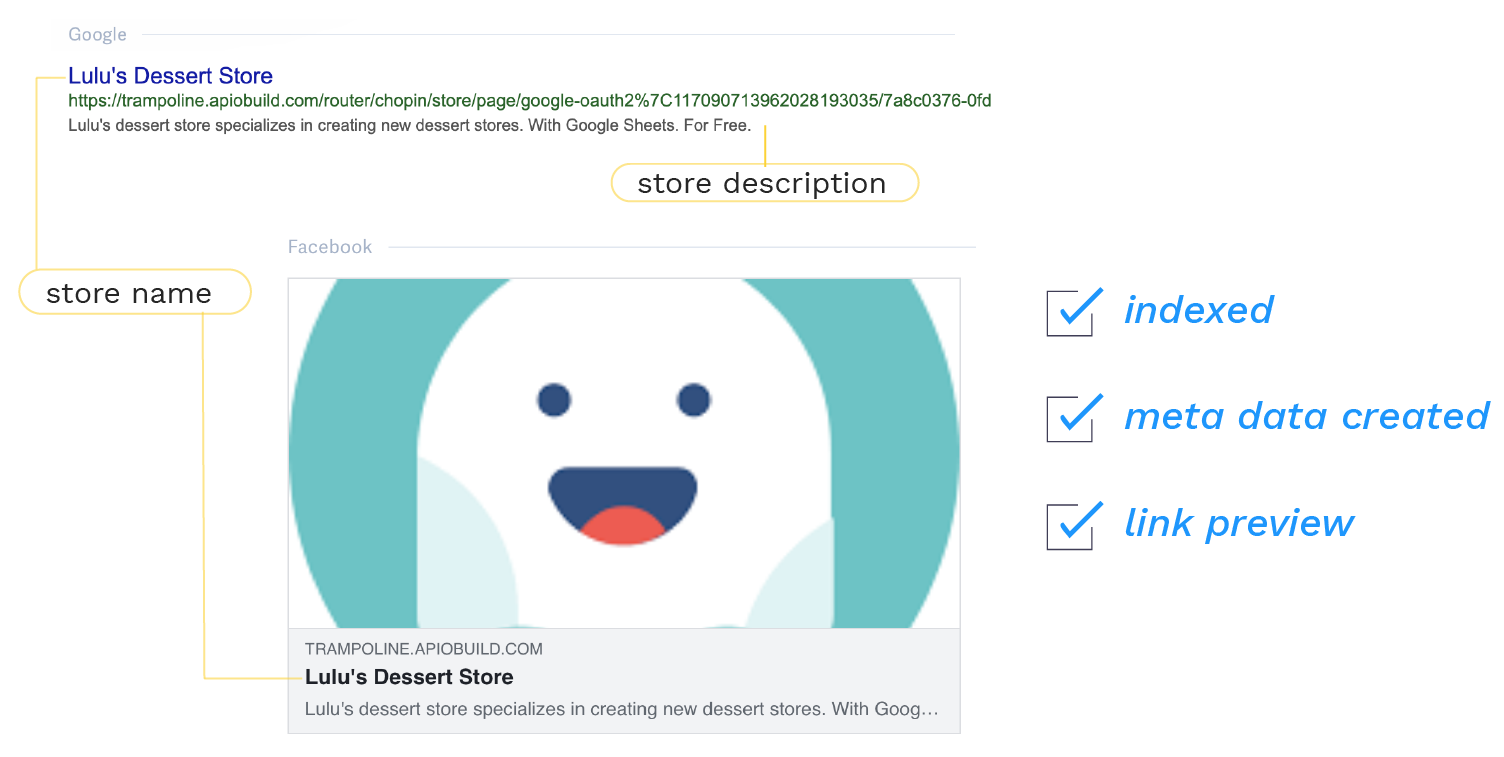 Google
Lulu's Dessert Store
https://trampoline.apiobuild.com/router/chopin/store/page/google-oauth2%7C117090713962028193035/7a8c0376-0fd
Lulu's dessert store specializes in creating new dessert stores. With Google Sheets. For Free.
store description
Facebook
store name
TRAMPOLINE.APIOBUILD.COM
Lulu's Dessert Store
Lulu's dessert store specializes in creating new dessert stores. With Goog...
indexed
meta data created
link preview